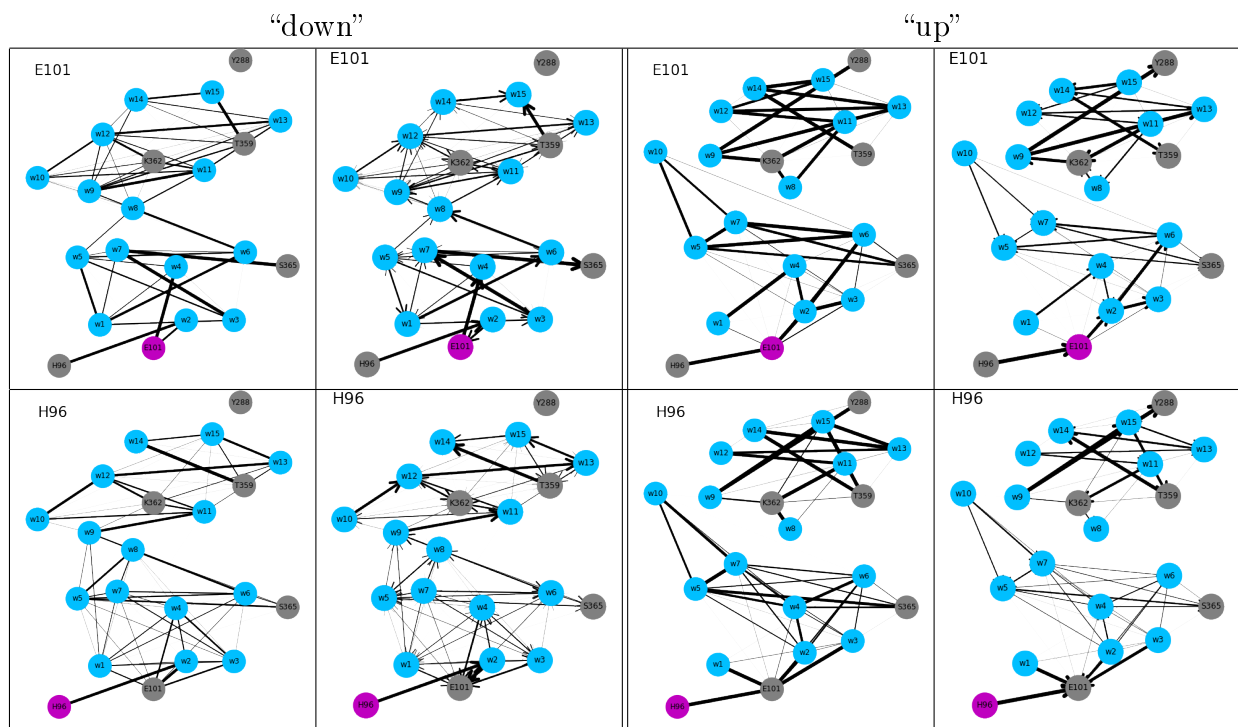 “down”
“up”
E101
Y288
w14
w15
w13
w12
T359
K362
w10
w9
w11
w8
w7
w5
w6
w4
S365
w1
w2
w3
E101
H96
E101
Y288
w14
w15
w13
w12
T359
K362
w10
w9
w11
w8
w7
w5
w6
w4
S365
w1
w2
w3
E101
H96
E101
Y288
w15
w14
w13
w12
w11
w10
w9
K362
T359
w8
w7
w6
w5
w4
S365
w3
w2
w1
E101
H96
E101
Y288
w15
w14
w13
w12
w11
w10
w9
K362
T359
w8
w7
w6
w5
w4
S365
w3
w2
w1
E101
H96
H96
Y288
w14
w15
w13
w12
T359
K362
w10
w11
w9
w8
w7
w5
w6
w4
S365
w1
w2
w3
E101
H96
H96
Y288
w14
w15
w13
w12
T359
K362
w10
w11
w9
w8
w7
w5
w6
w4
S365
w1
w2
w3
E101
H96
H96
Y288
w15
w14
w13
w12
w11
w10
w9
K362
T359
w8
w7
w6
w5
w4
S365
w3
w2
w1
E101
H96
H96
Y288
w15
w14
w13
w12
w11
w10
w9
K362
T359
w8
w7
w6
w5
w4
S365
w3
w2
w1
E101
H96